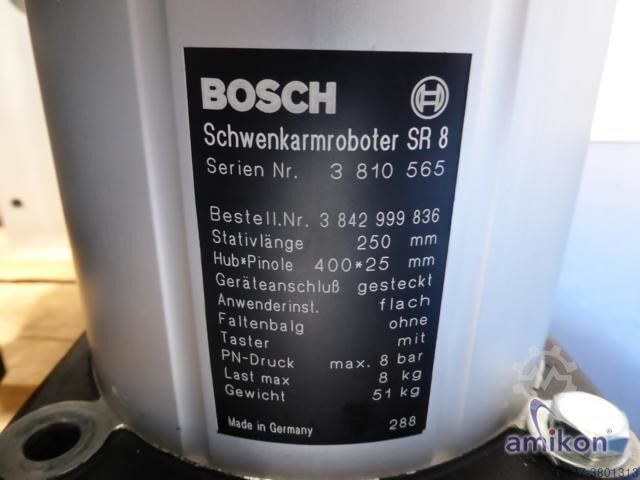 BOSCH
Schwenkarmroboter SR 8
Serien Nr. 3 810 565
Bestell.Nr. 3 842 999 836
Stativlänge 250 mm
Hub*Pinole 400*25 mm
Geräteanschluß gesteckt
Anwenderinst. flach
Faltenbalg ohne
Taster mit
PN-Druck max. 8 bar
Last max 8 kg
Gewicht 51 kg
Made in Germany 288
amikon